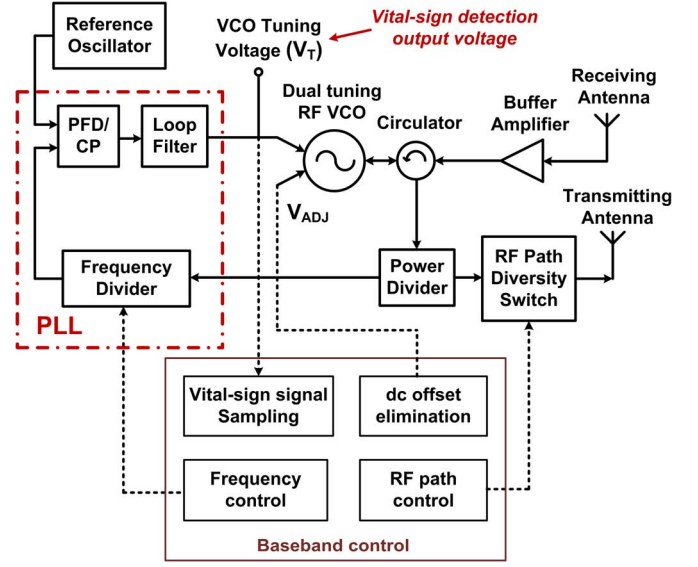 Reference
Oscillator
VCO Tuning
Voltage (V_T)
Vital-sign detection
output voltage
Dual tuning
RF VCO
Circulator
Buffer
Amplifier
Receiving
Antenna
PFD/
CP
Loop
Filter
V_ADJ
Transmitting
Antenna
Frequency
Divider
Power
Divider
RF Path
Diversity
Switch
PLL
Vital-sign signal
Sampling
dc offset
elimination
Frequency
control
RF path
control
Baseband control